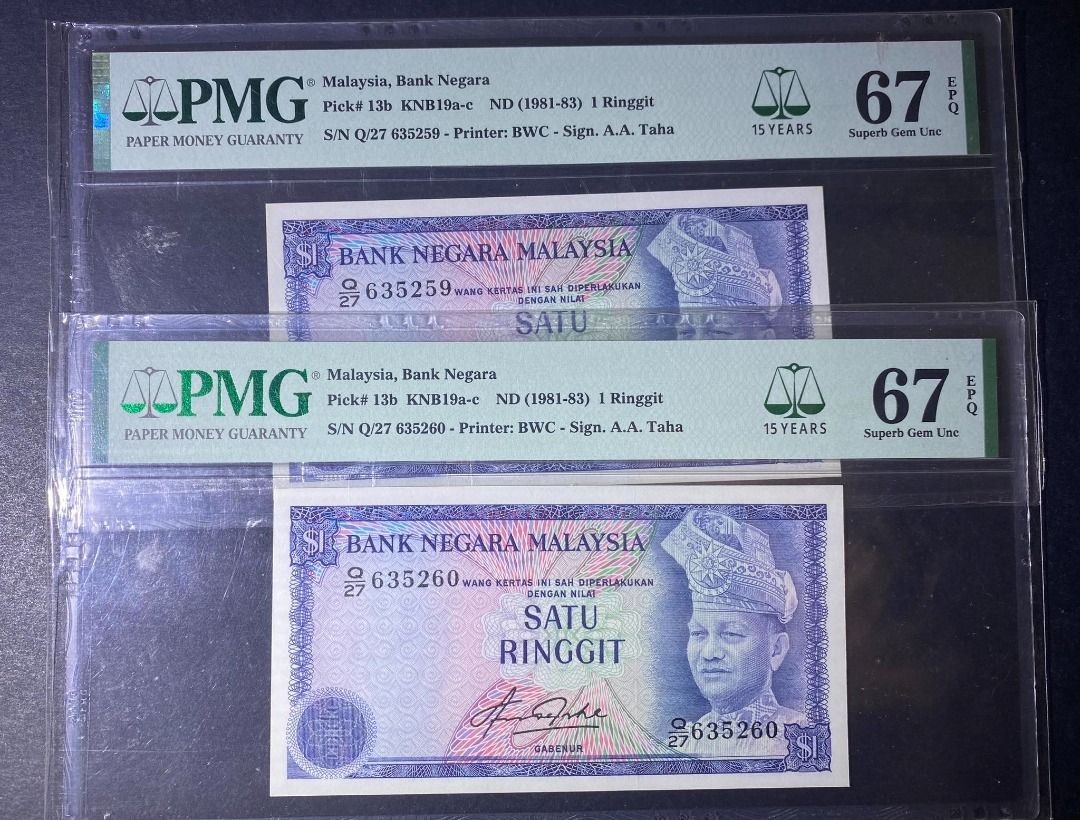 PMG®
PAPER MONEY GUARANTY
Malaysia, Bank Negara
Pick# 13b KNB19a-c ND (1981-83) 1 Ringgit
S/N Q/27 635259 - Printer: BWC - Sign. A.A. Taha
15 YEARS
67
EPQ
Superb Gem Unc
$1
BANK NEGARA MALAYSIA
Q/27 635259
WANG KERTAS INI SAH DIPERLAKUKAN
DENGAN NILAI
SATU
PMG®
PAPER MONEY GUARANTY
Malaysia, Bank Negara
Pick# 13b KNB19a-c ND (1981-83) 1 Ringgit
S/N Q/27 635260 - Printer: BWC - Sign. A.A. Taha
15 YEARS
67
EPQ
Superb Gem Unc
$1
BANK NEGARA MALAYSIA
Q/27 635260
WANG KERTAS INI SAH DIPERLAKUKAN
DENGAN NILAI
SATU
RINGGIT
GABENUR
Q/27 635260
$1